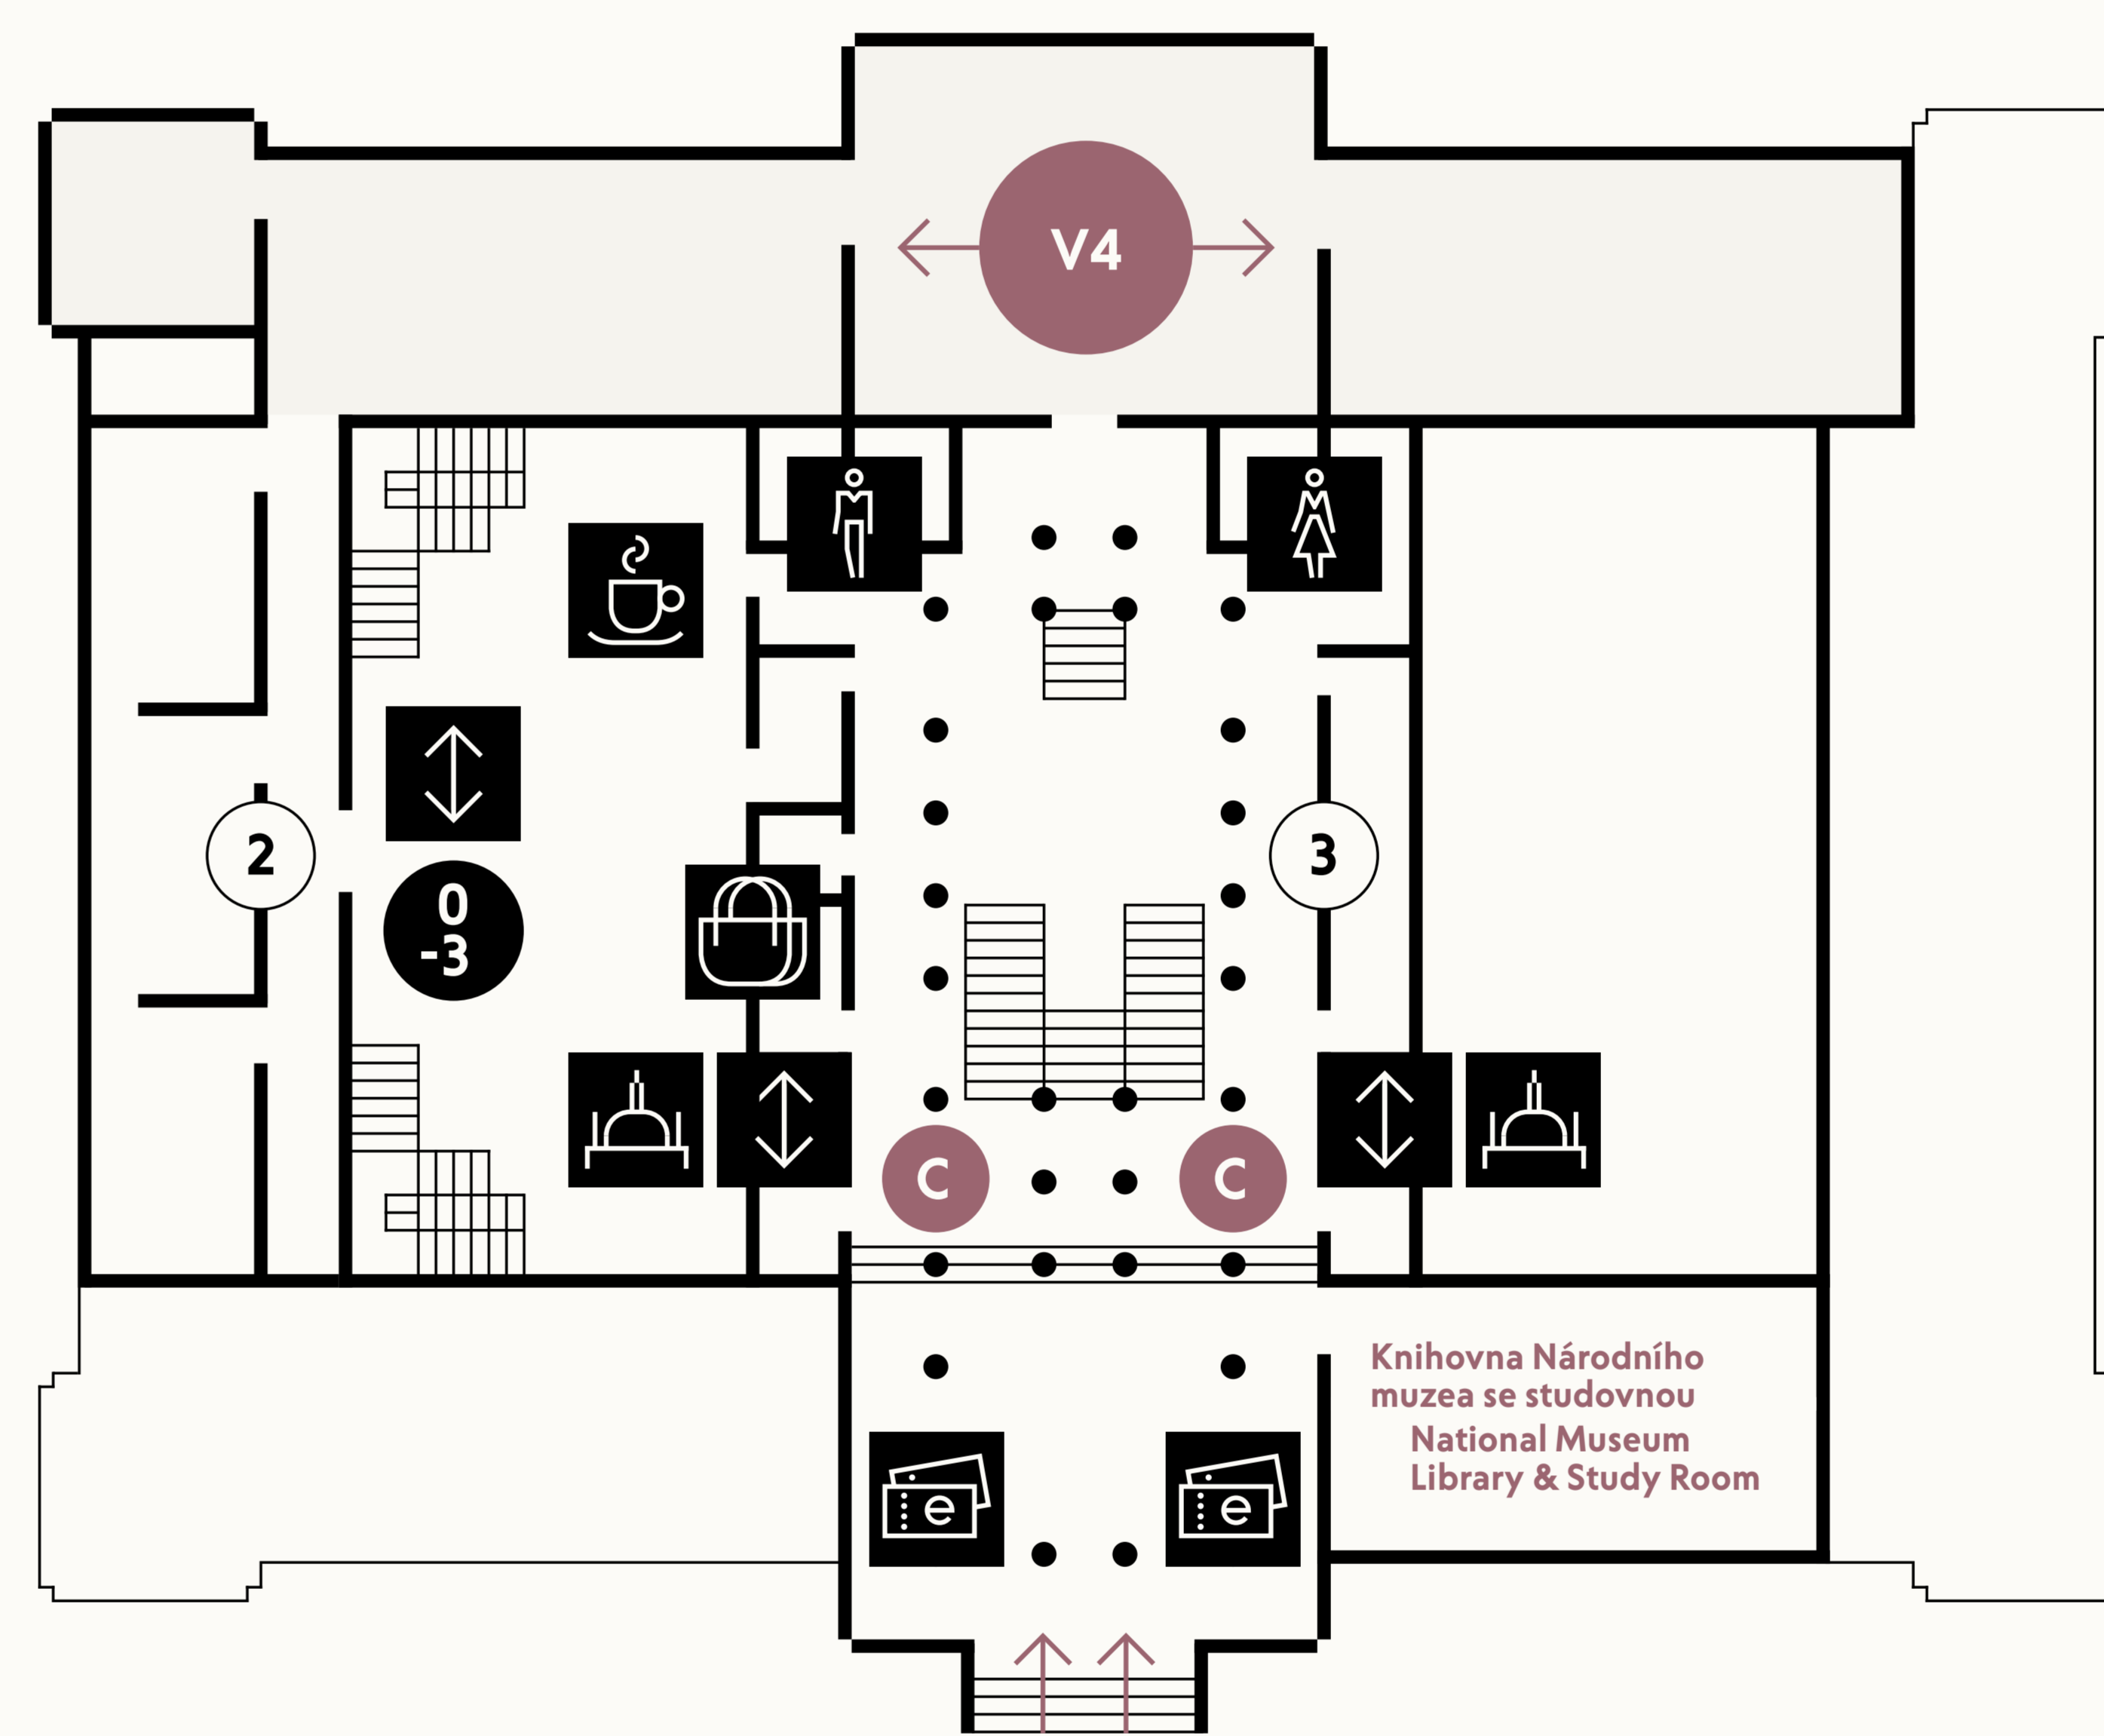 V4
2
0
-3
3
C
C
Knihovna Národního
muzea se studovnou
National Museum
Library & Study Room
e
e